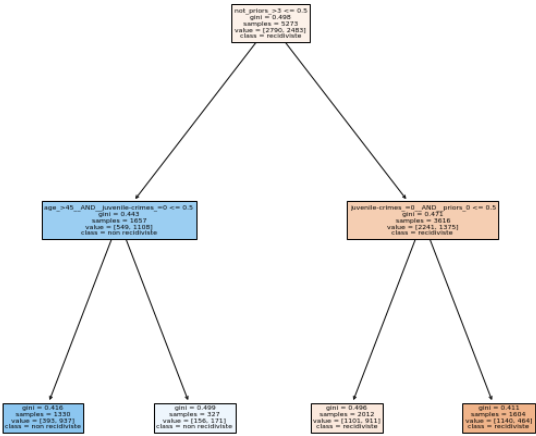 not_priors_>3 <= 0.5
gini = 0.498
samples = 5273
value = [2790, 2483]
class = recidiviste
age_>45__AND__juvenile-crimes_=0 <= 0.5
gini = 0.443
samples = 1657
value = [549, 1108]
class = non recidiviste
juvenile-crimes_=0__AND__priors_0 <= 0.5
gini = 0.471
samples = 3616
value = [2241, 1375]
class = recidiviste
gini = 0.416
samples = 1330
value = [393, 937]
class = non recidiviste
gini = 0.499
samples = 327
value = [156, 171]
class = non recidiviste
gini = 0.496
samples = 2012
value = [1101, 911]
class = recidiviste
gini = 0.411
samples = 1604
value = [1140, 464]
class = recidiviste